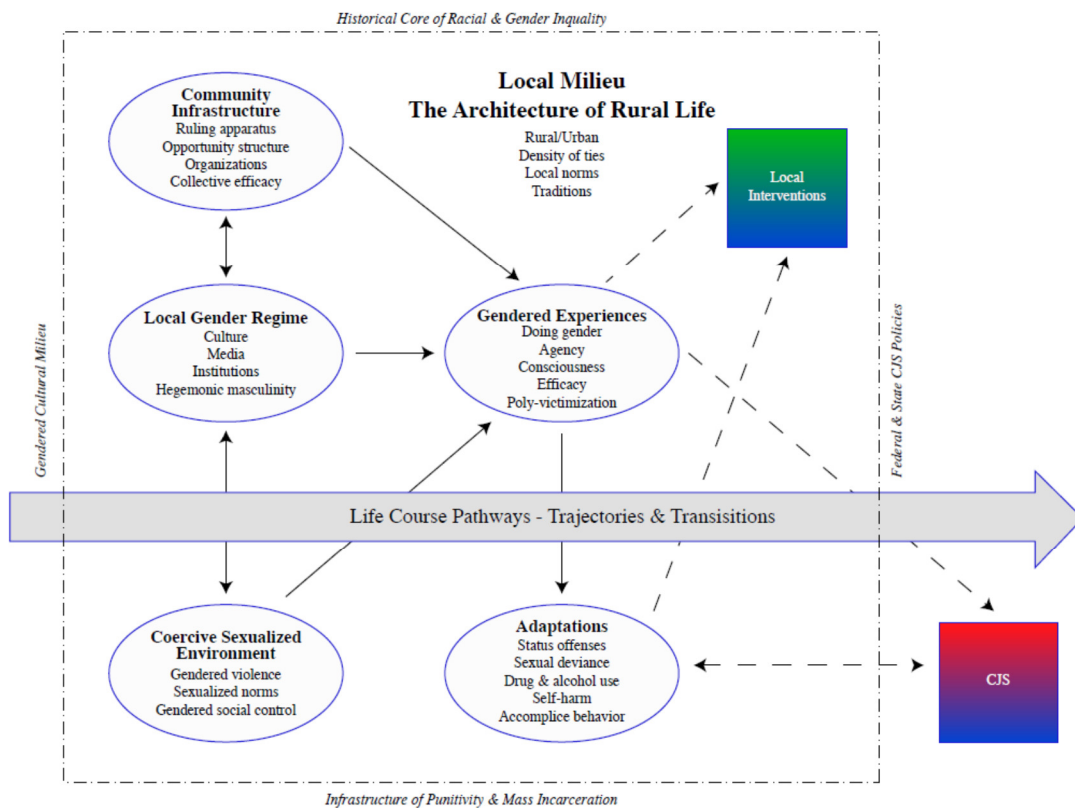 Historical Core of Racial & Gender Inquality
Local Milieu
The Architecture of Rural Life
Rural/Urban
Density of ties
Local norms
Traditions
Community
Infrastructure
Ruling apparatus
Opportunity structure
Organizations
Collective efficacy
Local
Interventions
Local Gender Regime
Culture
Media
Institutions
Hegemonic masculinity
Gendered Experiences
Doing gender
Agency
Consciousness
Efficacy
Poly-victimization
Gendered Cultural Milieu
Federal & State CJS Policies
Life Course Pathways - Trajectories & Transisitions
Coercive Sexualized
Environment
Gendered violence
Sexualized norms
Gendered social control
Adaptations
Status offenses
Sexual deviance
Drug & alcohol use
Self-harm
Accomplice behavior
CJS
Infrastructure of Punitivity & Mass Incarceration